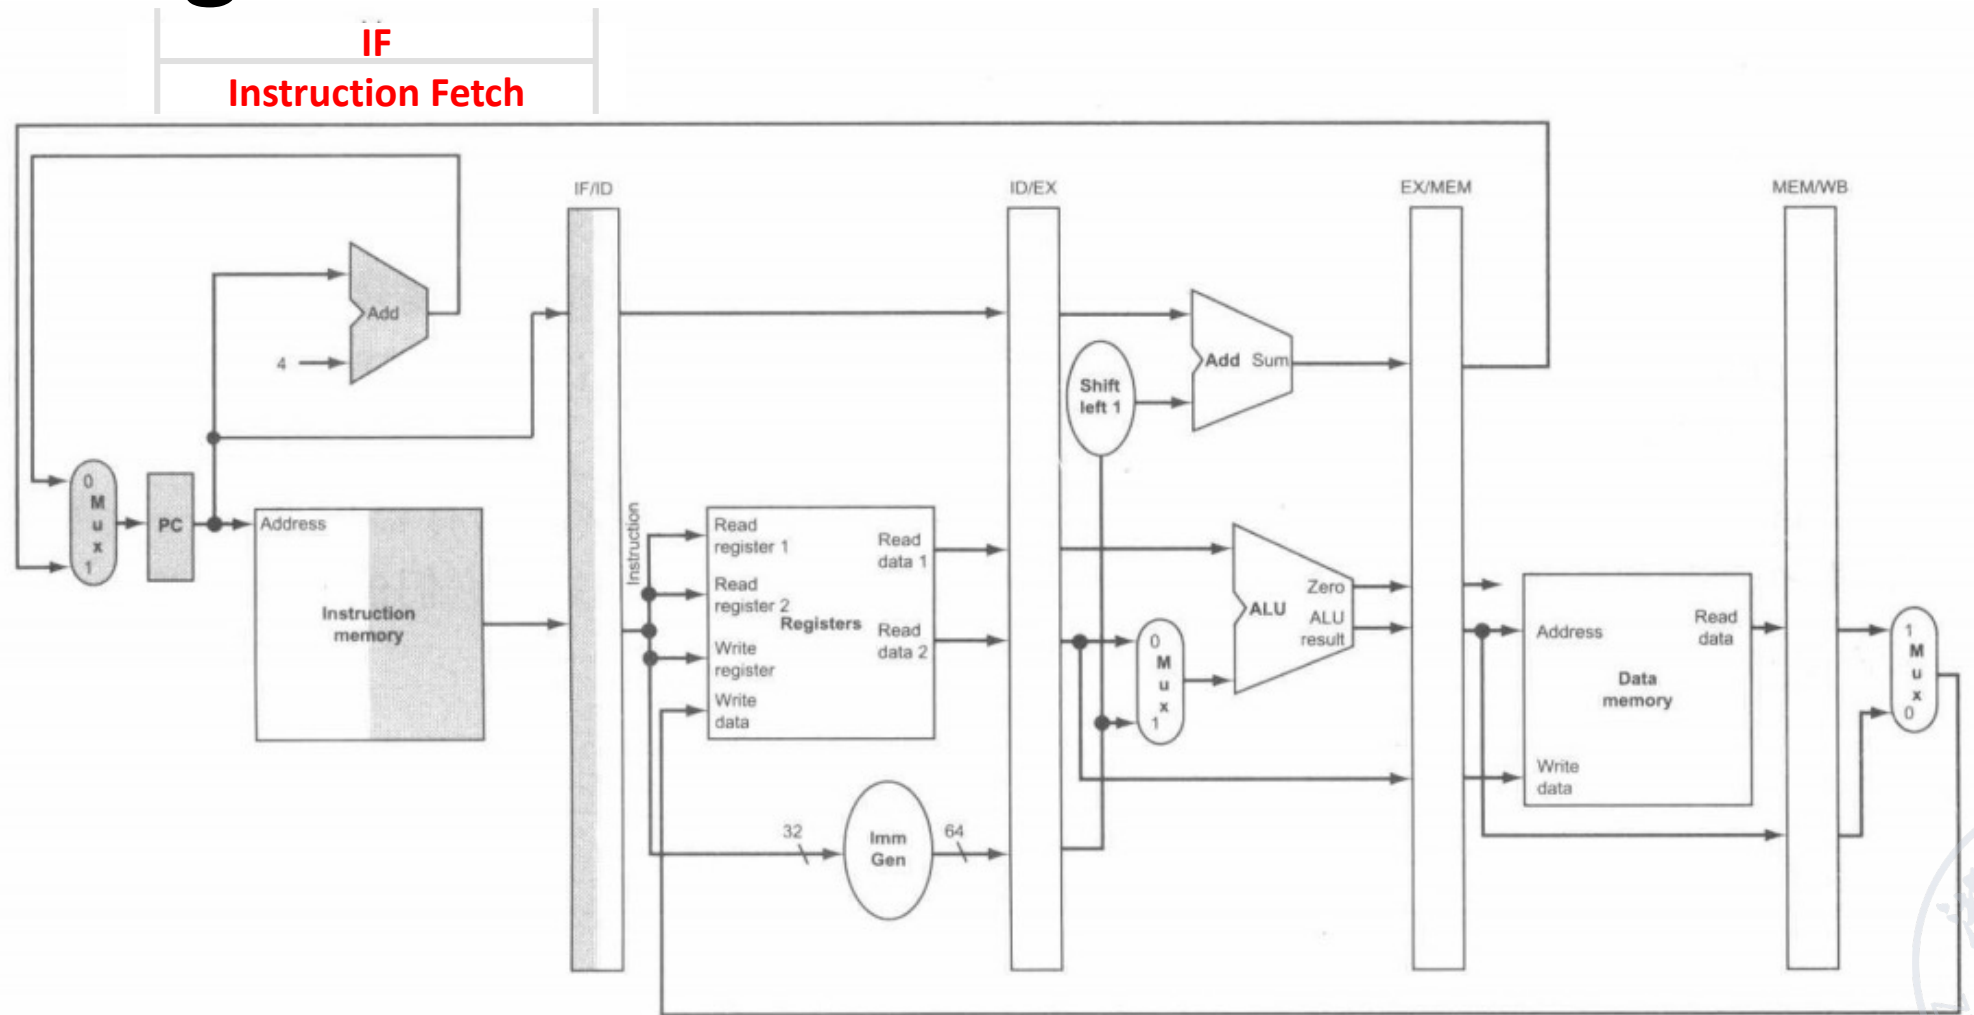 IF
Instruction Fetch
IF/ID
ID/EX
EX/MEM
MEM/WB
Add
4
Add Sum
Shift
left 1
0
M
u
x
1
PC
Address
Instruction
memory
Instruction
Read
register 1
Read
register 2
Registers
Write
register
Write
data
Read
data 1
Read
data 2
32
Imm
Gen
64
0
M
u
x
1
ALU
Zero
ALU
result
Address
Read
data
Data
memory
Write
data
1
M
u
x
0